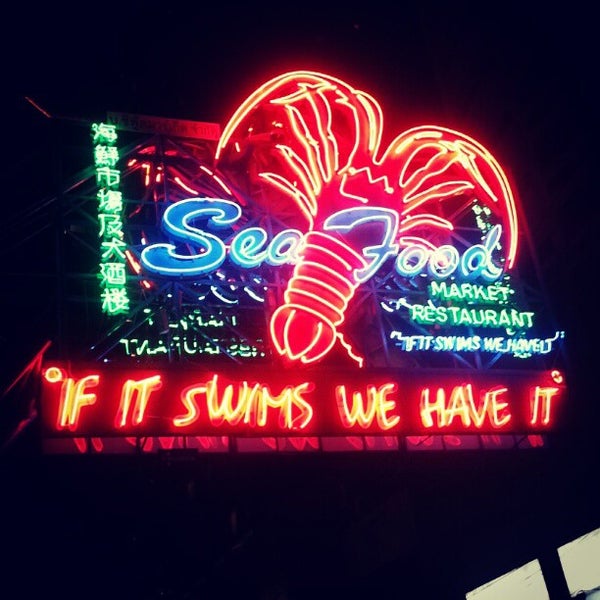 海鮮市場及大酒樓
Sea Food
MARKET
RESTAURANT
"IF IT SWIMS WE HAVE IT"
"IF IT SWIMS WE HAVE IT"